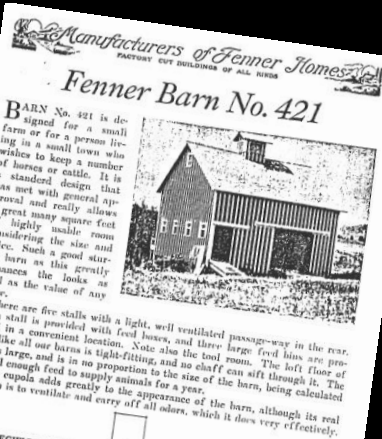 Manufacturers of Fenner Homes
FACTORY CUT BUILDINGS OF ALL KINDS
Fenner Barn No. 421
BARN No. 421 is de-
signed for a small
farm or for a person liv-
ing in a small town who
wishes to keep a number
of horses or cattle. It is
standerd design that
as met with general ap-
roval and really allows
great many square feet
highly usable room
nsidering the size and
ice. Such a good stur-
barn as this greatly
ances the looks as
as the value of any
here are five stalls with a light, well ventilated passage-way in the rear.
stall is provided with feed boxes, and three large feed bins are pro-
in a convenient location. Note also the tool room. The loft floor of
like all our barns is tight-fitting, and no chaff can sift through it. The
large, and is in no proportion to the size of the barn, being calculated
enough feed to supply animals for a year.
cupola adds greatly to the appearance of the barn, although its real
is to ventilate and carry off all odors, which it does very effectively.